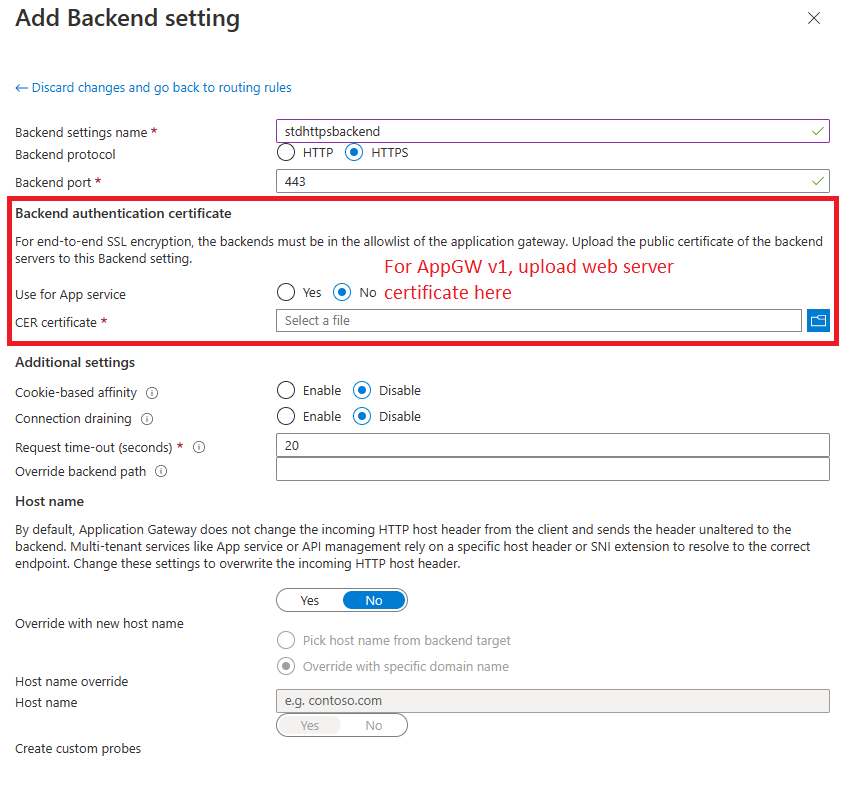 Add Backend setting
← Discard changes and go back to routing rules
Backend settings name * stdhttpsbackend
Backend protocol HTTP HTTPS
Backend port * 443
Backend authentication certificate
For end-to-end SSL encryption, the backends must be in the allowlist of the application gateway. Upload the public certificate of the backend
servers to this Backend setting.
For AppGW v1, upload web server
certificate here
Use for App service Yes No
CER certificate * Select a file
Additional settings
Cookie-based affinity Enable Disable
Connection draining Enable Disable
Request time-out (seconds) * 20
Override backend path
Host name
By default, Application Gateway does not change the incoming HTTP host header from the client and sends the header unaltered to the
backend. Multi-tenant services like App service or API management rely on a specific host header or SNI extension to resolve to the correct
endpoint. Change these settings to overwrite the incoming HTTP host header.
Yes No
Override with new host name
Pick host name from backend target
Override with specific domain name
Host name override
Host name e.g. contoso.com
Yes No
Create custom probes